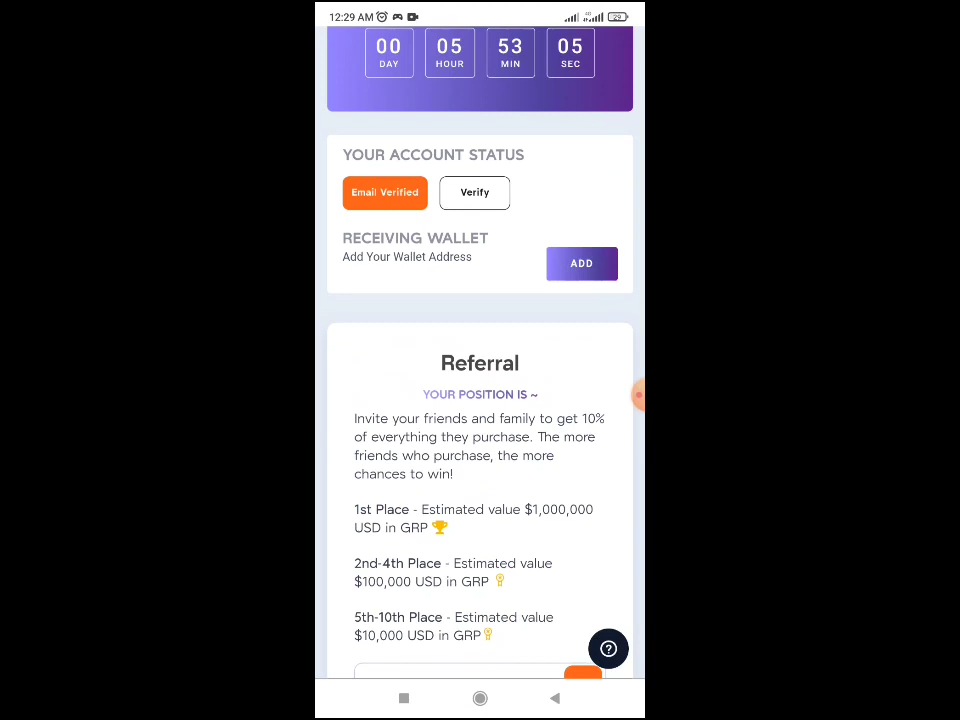 12:29 AM 4G 29
00 05 53 05
DAY HOUR MIN SEC
YOUR ACCOUNT STATUS
Email Verified Verify
RECEIVING WALLET
Add Your Wallet Address
ADD
Referral
YOUR POSITION IS ~
Invite your friends and family to get 10%
of everything they purchase. The more
friends who purchase, the more
chances to win!
1st Place - Estimated value $1,000,000
USD in GRP
2nd-4th Place - Estimated value
$100,000 USD in GRP
5th-10th Place - Estimated value
$10,000 USD in GRP